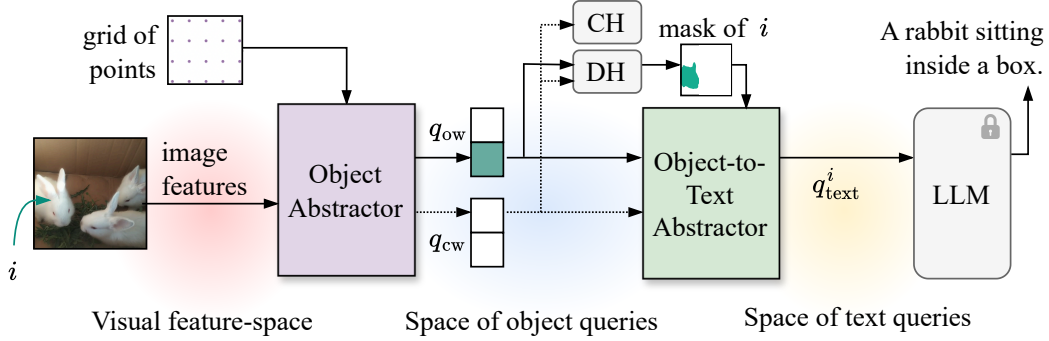 grid of
points
CH
DH
mask of i
A rabbit sitting
inside a box.
image
features
i
Object
Abstractor
q_ow
q_cw
Object-to-
Text
Abstractor
q^i_text
LLM
Visual feature-space
Space of object queries
Space of text queries